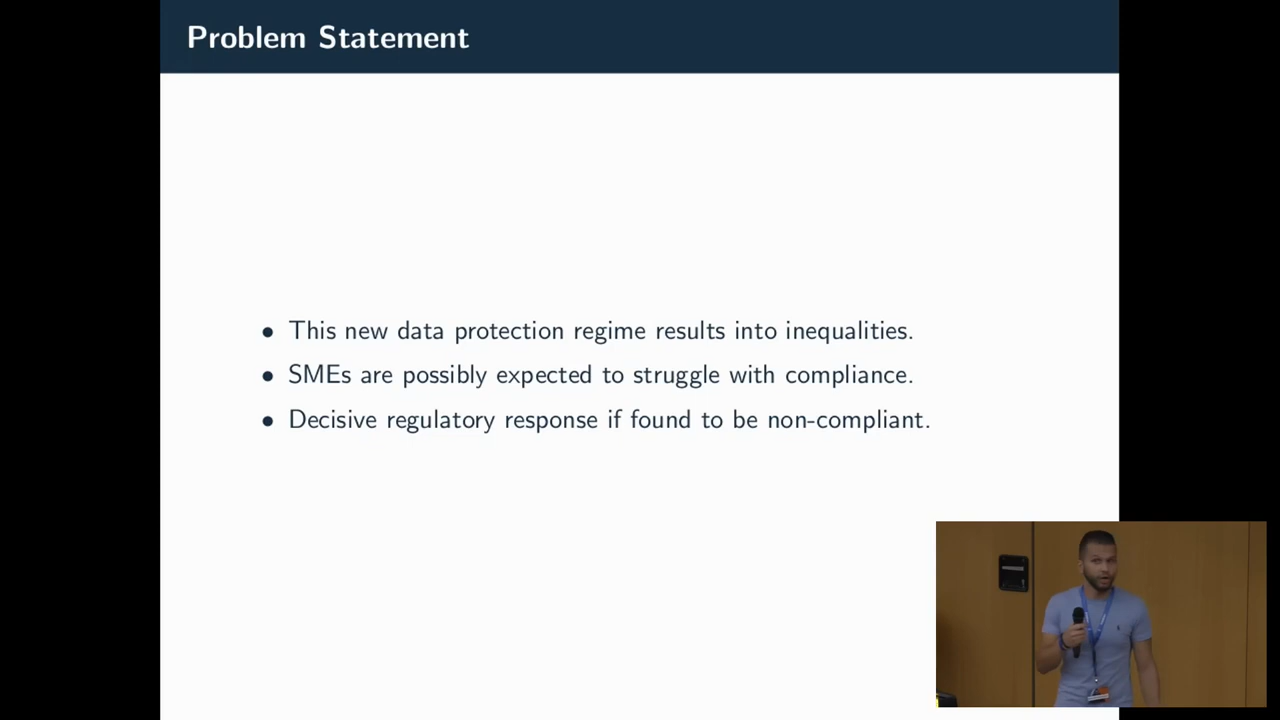 Problem Statement
• This new data protection regime results into inequalities.
• SMEs are possibly expected to struggle with compliance.
• Decisive regulatory response if found to be non-compliant.